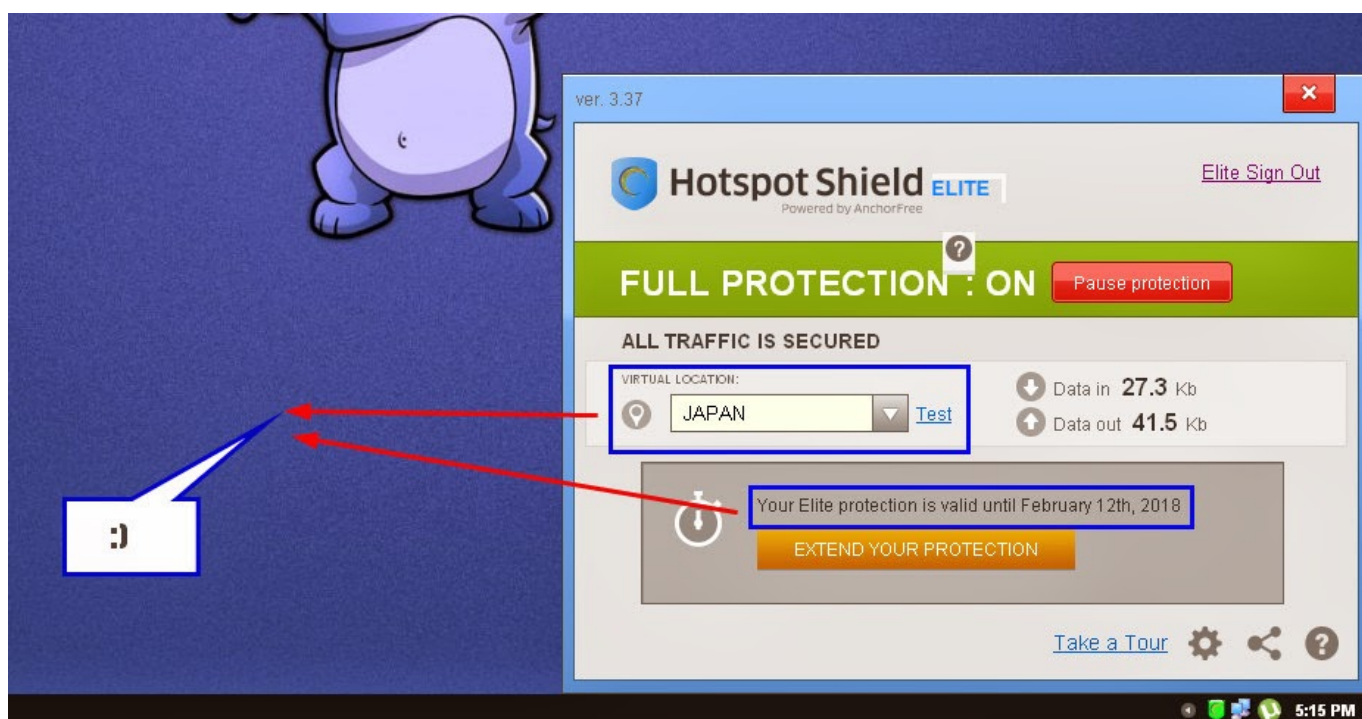 ver. 3.37
Hotspot Shield ELITE
Powered by AnchorFree
Elite Sign Out
FULL PROTECTION : ON
Pause protection
ALL TRAFFIC IS SECURED
VIRTUAL LOCATION:
JAPAN
Test
Data in 27.3 Kb
Data out 41.5 Kb
Your Elite protection is valid until February 12th, 2018
EXTEND YOUR PROTECTION
:)
Take a Tour
5:15 PM